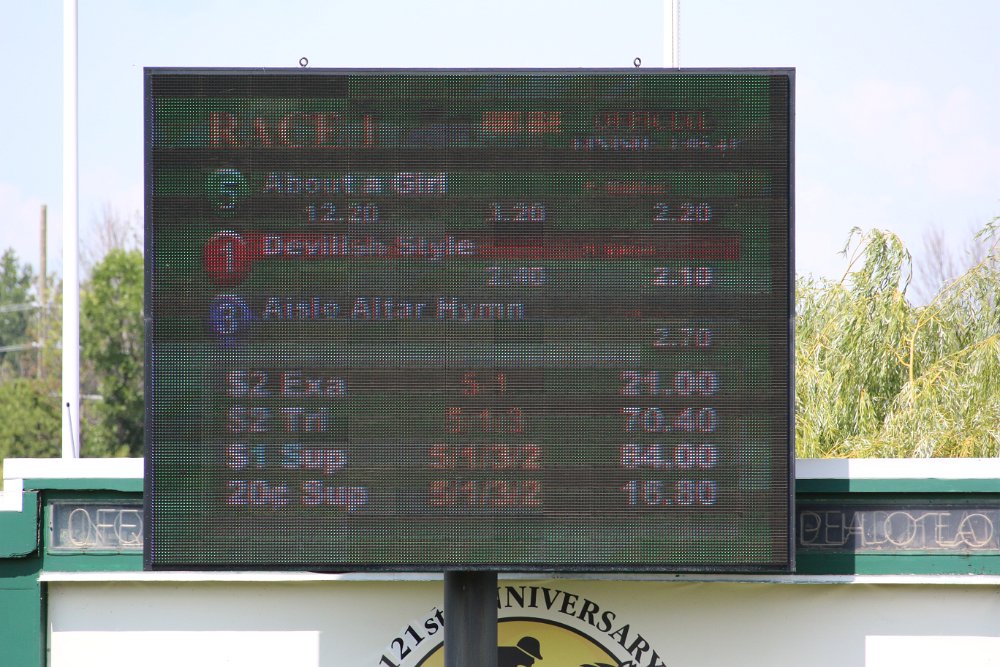 RACE 1 OFFICIAL
5 About a Girl
12.20 3.20 2.20
1 Devilish Style
2.40 2.10
3 Aisle Altar Hymn
2.70
$2 Exa 5/1 21.00
$2 Tri 5/1/3 70.40
$1 Sup 5/1/3/2 84.00
20¢ Sup 5/1/3/2 16.80
121st ANNIVERSARY